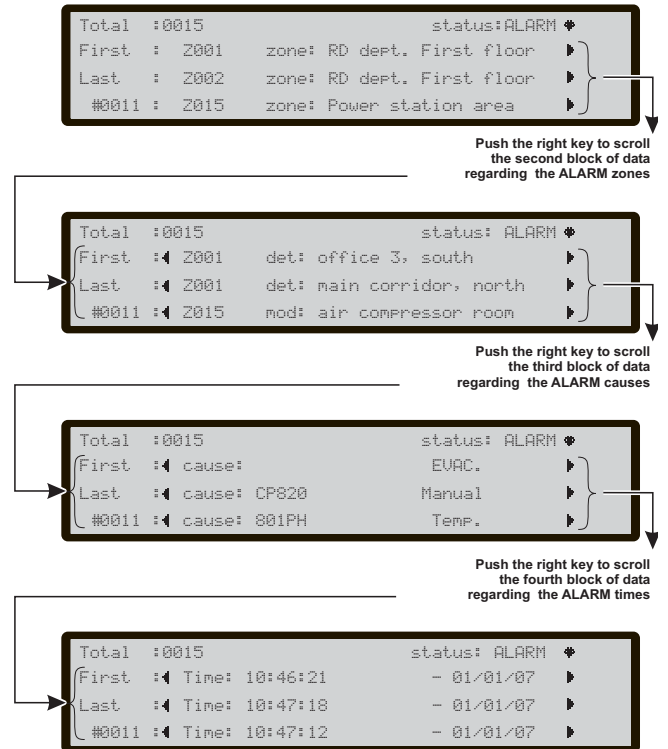 Total :0015 status:ALARM
First : Z001 zone: RD dept. First floor
Last : Z002 zone: RD dept. First floor
#0011 : Z015 zone: Power station area
Push the right key to scroll
the second block of data
regarding the ALARM zones
Total :0015 status: ALARM
First : Z001 det: office 3, south
Last : Z001 det: main corridor, north
#0011 : Z015 mod: air compressor room
Push the right key to scroll
the third block of data
regarding the ALARM causes
Total :0015 status: ALARM
First : cause: EVAC.
Last : cause: CP820 Manual
#0011 : cause: 801PH Temp.
Push the right key to scroll
the fourth block of data
regarding the ALARM times
Total :0015 status: ALARM
First : Time: 10:46:21 - 01/01/07
Last : Time: 10:47:18 - 01/01/07
#0011 : Time: 10:47:12 - 01/01/07